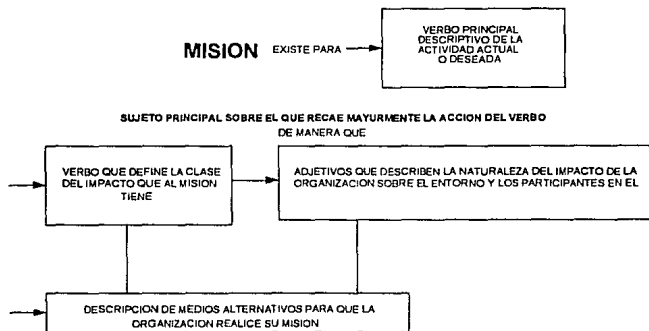 MISION EXISTE PARA
VERBO PRINCIPAL
DESCRIPTIVO DE LA
ACTIVIDAD ACTUAL
O DESEADA
SUJETO PRINCIPAL SOBRE EL QUE RECAE MAYURMENTE LA ACCION DEL VERBO
DE MANERA QUE
VERBO QUE DEFINE LA CLASE
DEL IMPACTO QUE AL MISION
TIENE
ADJETIVOS QUE DESCRIBEN LA NATURALEZA DEL IMPACTO DE LA
ORGANIZACION SOBRE EL ENTORNO Y LOS PARTICIPANTES EN EL
DESCRIPCION DE MEDIOS ALTERNATIVOS PARA QUE LA
ORGANIZACION REALICE SU MISION